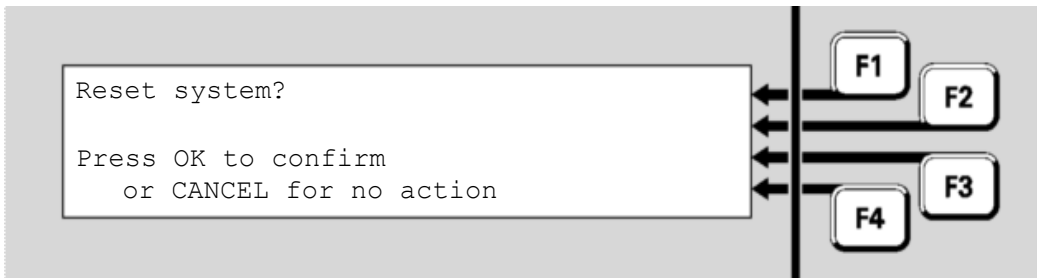 Reset system?
Press OK to confirm
or CANCEL for no action
F1
F2
F3
F4